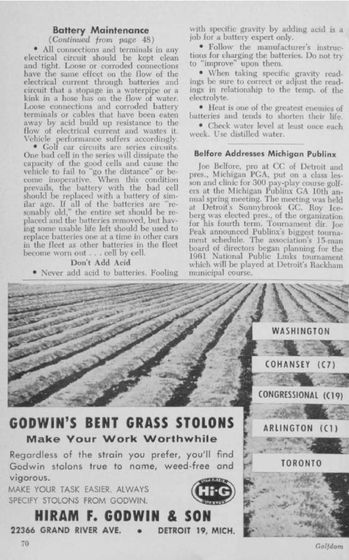 Battery Maintenance
(Continued from page 48)
• All connections and terminals in any
electrical circuit should be kept clean
and tight. Loose or corroded connections
have the same effect on the flow of the
electrical current through batteries and
circuit that a stopage in a waterpipe or a
kink in a hose has on the flow of water.
Loose connections and corroded battery
terminals or cables that have been eaten
away by acid build up resistance to the
flow of electrical current and wastes it.
Vehicle performance suffers accordingly.
• Golf car circuits are series circuits.
One bad cell in the series will dissipate the
capacity of the good cells and cause the
vehicle to fail to "go the distance" or be-
come inoperative. When this condition
prevails, the battery with the bad cell
should be replaced with a battery of sim-
ilar age. If all of the batteries are "re-
sonably old," the entire set should be re-
placed and the batteries removed, but hav-
ing some usable life left should be used to
replace batteries one at a time in other cars
in the fleet as other batteries in the fleet
become worn out . . . cell by cell.
Don't Add Acid
• Never add acid to batteries. Fooling
with specific gravity by adding acid is a
job for a battery expert only.
• Follow the manufacturer's instruc-
tions for charging the batteries. Do not try
to "improve" upon them.
• When taking specific gravity read-
ings be sure to correct or adjust the read-
ings in relationship to the temp. of the
electrolyte.
• Heat is one of the greatest enemies of
batteries and tends to shorten their life.
• Check water level at least once each
week. Use distilled water.
Belfore Addresses Michigan Publinx
Joe Belfore, pro at CC of Detroit and
pres., Michigan PGA, put on a class les-
son and clinic for 300 pay-play course golf-
ers at the Michigan Publinx GA 10th an-
nual spring meeting. The meeting was held
at Detroit's Sunnybrook GC. Roy Ice-
berg was elected pres., of the organization
for his fourth term. Tournament dir. Joe
Peak announced Publinx's biggest tourna-
ment schedule. The association's 15-man
board of directors began planning for the
1961 National Public Links tournament
which will be played at Detroit's Rackham
municipal course.
WASHINGTON
COHANSEY (C7)
CONGRESSIONAL (C19)
ARLINGTON (C1)
TORONTO
GODWIN'S BENT GRASS STOLONS
Make Your Work Worthwhile
Regardless of the strain you prefer, you'll find
Godwin stolons true to name, weed-free and
vigorous.
MAKE YOUR TASK EASIER. ALWAYS
SPECIFY STOLONS FROM GODWIN.
Hi-G
HIRAM F. GODWIN & SON
22366 GRAND RIVER AVE. • DETROIT 19, MICH.
70
Golfdom